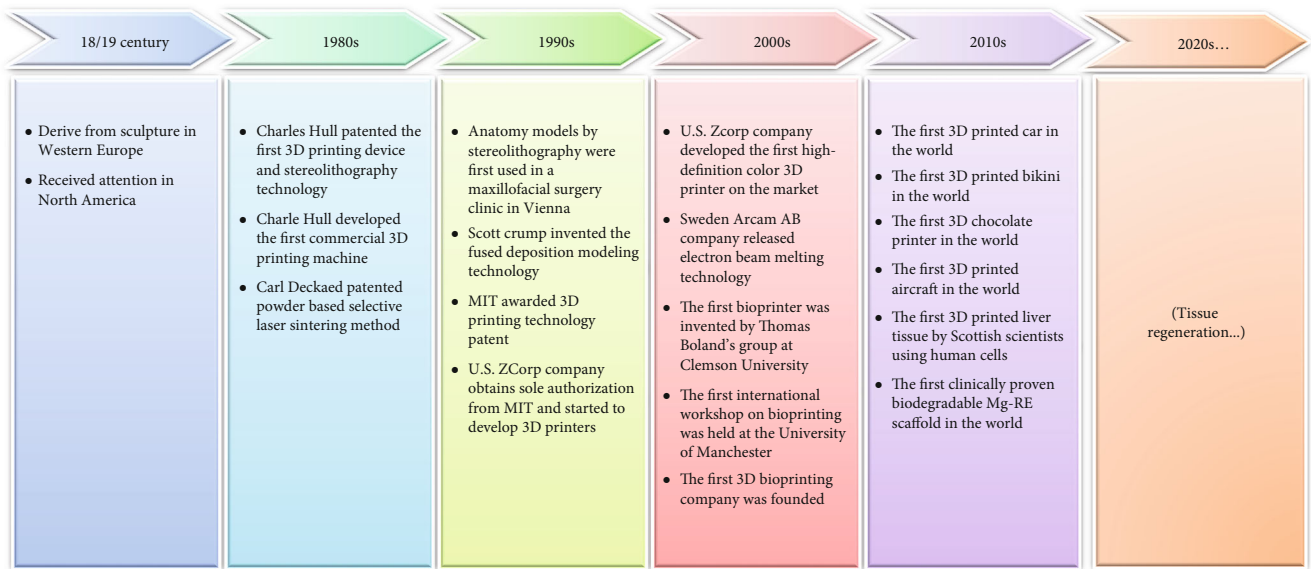 18/19 century
1980s
1990s
2000s
2010s
2020s...
• Derive from sculpture in
Western Europe
• Received attention in
North America
• Charles Hull patented the
first 3D printing device
and stereolithography
technology
• Charle Hull developed
the first commercial 3D
printing machine
• Carl Deckaed patented
powder based selective
laser sintering method
• Anatomy models by
stereolithography were
first used in a
maxillofacial surgery
clinic in Vienna
• Scott crump invented the
fused deposition modeling
technology
• MIT awarded 3D
printing technology
patent
• U.S. ZCorp company
obtains sole authorization
from MIT and started to
develop 3D printers
• U.S. Zcorp company
developed the first high-
definition color 3D
printer on the market
• Sweden Arcam AB
company released
electron beam melting
technology
• The first bioprinter was
invented by Thomas
Boland's group at
Clemson University
• The first international
workshop on bioprinting
was held at the University
of Manchester
• The first 3D bioprinting
company was founded
• The first 3D printed car in
the world
• The first 3D printed bikini
in the world
• The first 3D chocolate
printer in the world
• The first 3D printed
aircraft in the world
• The first 3D printed liver
tissue by Scottish scientists
using human cells
• The first clinically proven
biodegradable Mg-RE
scaffold in the world
(Tissue
regeneration...)